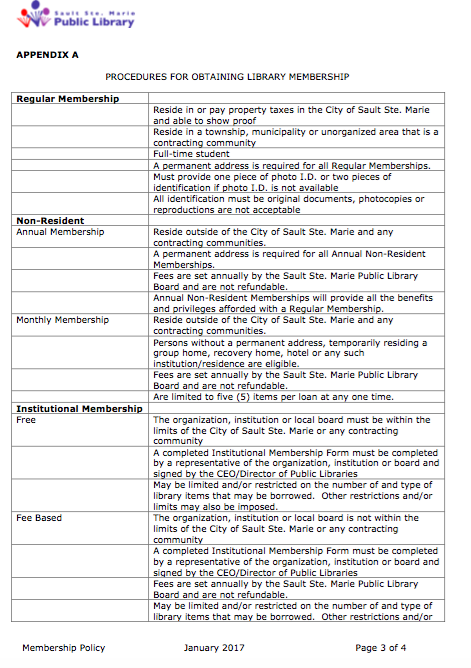 Sault Ste. Marie
Public Library
APPENDIX A
PROCEDURES FOR OBTAINING LIBRARY MEMBERSHIP
Regular Membership
Reside in or pay property taxes in the City of Sault Ste. Marie
and able to show proof
Reside in a township, municipality or unorganized area that is a
contracting community
Full-time student
A permanent address is required for all Regular Memberships.
Must provide one piece of photo I.D. or two pieces of
identification if photo I.D. is not available
All identification must be original documents, photocopies or
reproductions are not acceptable
Non-Resident
Annual Membership
Reside outside of the City of Sault Ste. Marie and any
contracting communities.
A permanent address is required for all Annual Non-Resident
Memberships.
Fees are set annually by the Sault Ste. Marie Public Library
Board and are not refundable.
Annual Non-Resident Memberships will provide all the benefits
and privileges afforded with a Regular Membership.
Monthly Membership
Reside outside of the City of Sault Ste. Marie and any
contracting communities.
Persons without a permanent address, temporarily residing a
group home, recovery home, hotel or any such
institution/residence are eligible.
Fees are set annually by the Sault Ste. Marie Public Library
Board and are not refundable.
Are limited to five (5) items per loan at any one time.
Institutional Membership
Free
The organization, institution or local board must be within the
limits of the City of Sault Ste. Marie or any contracting
community
A completed Institutional Membership Form must be completed
by a representative of the organization, institution or board and
signed by the CEO/Director of Public Libraries
May be limited and/or restricted on the number of and type of
library items that may be borrowed. Other restrictions and/or
limits may also be imposed.
Fee Based
The organization, institution or local board is not within the
limits of the City of Sault Ste. Marie or any contracting
community
A completed Institutional Membership Form must be completed
by a representative of the organization, institution or board and
signed by the CEO/Director of Public Libraries
Fees are set annually by the Sault Ste. Marie Public Library
Board and are not refundable.
May be limited and/or restricted on the number of and type of
library items that may be borrowed. Other restrictions and/or
Membership Policy January 2017 Page 3 of 4